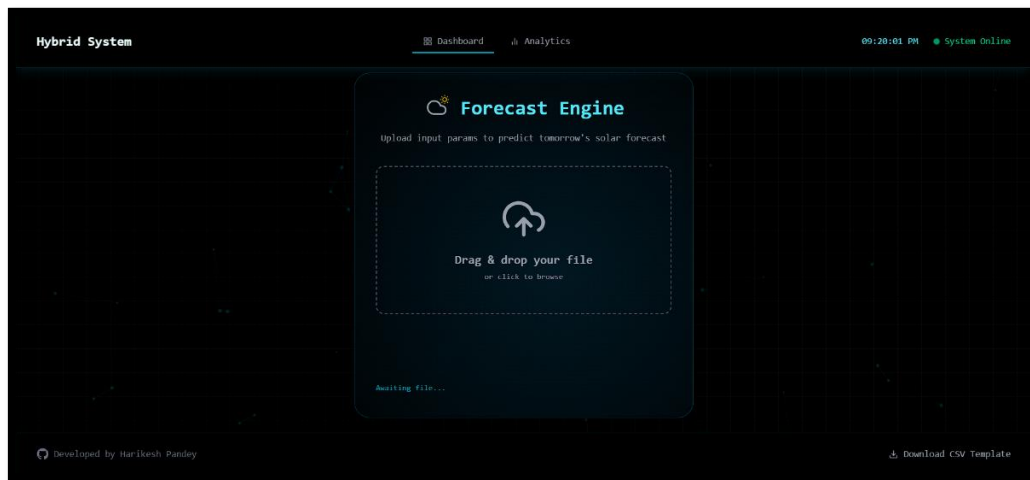 Hybrid System
Dashboard
Analytics
09:20:01 PM
System Online
Forecast Engine
Upload input params to predict tomorrow's solar forecast
Drag & drop your file
or click to browse
Awaiting file...
Developed by Harikesh Pandey
Download CSV Template